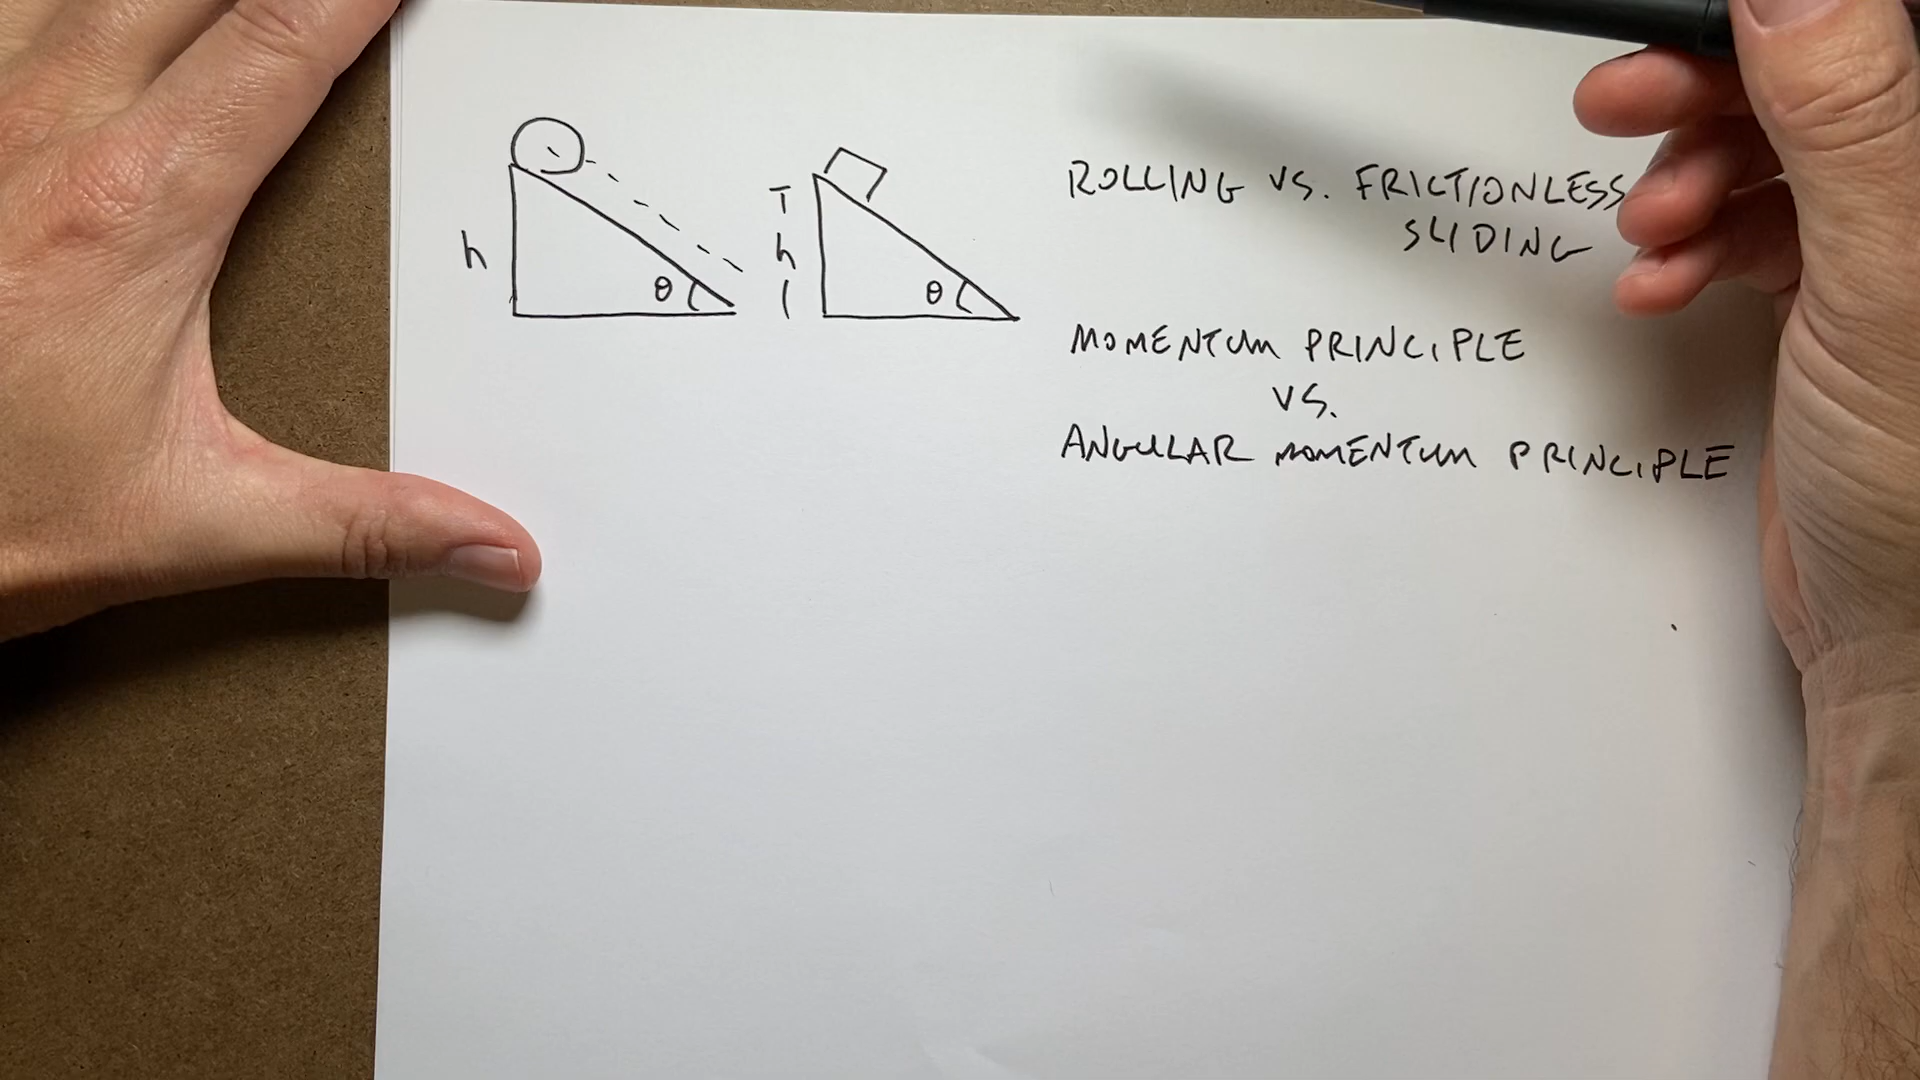 h
θ
h
θ
ROLLING VS. FRICTIONLESS
SLIDING
MOMENTUM PRINCIPLE
VS.
ANGULAR MOMENTUM PRINCIPLE